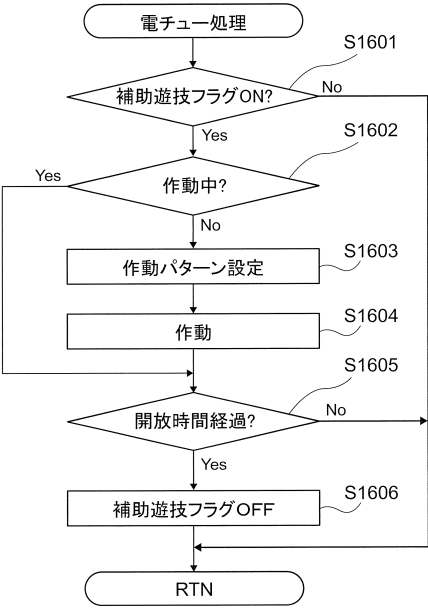 電チュー処理
S1601
補助遊技フラグON?
No
Yes
S1602
Yes
作動中?
No
S1603
作動パターン設定
S1604
作動
S1605
開放時間経過?
No
Yes
S1606
補助遊技フラグOFF
RTN